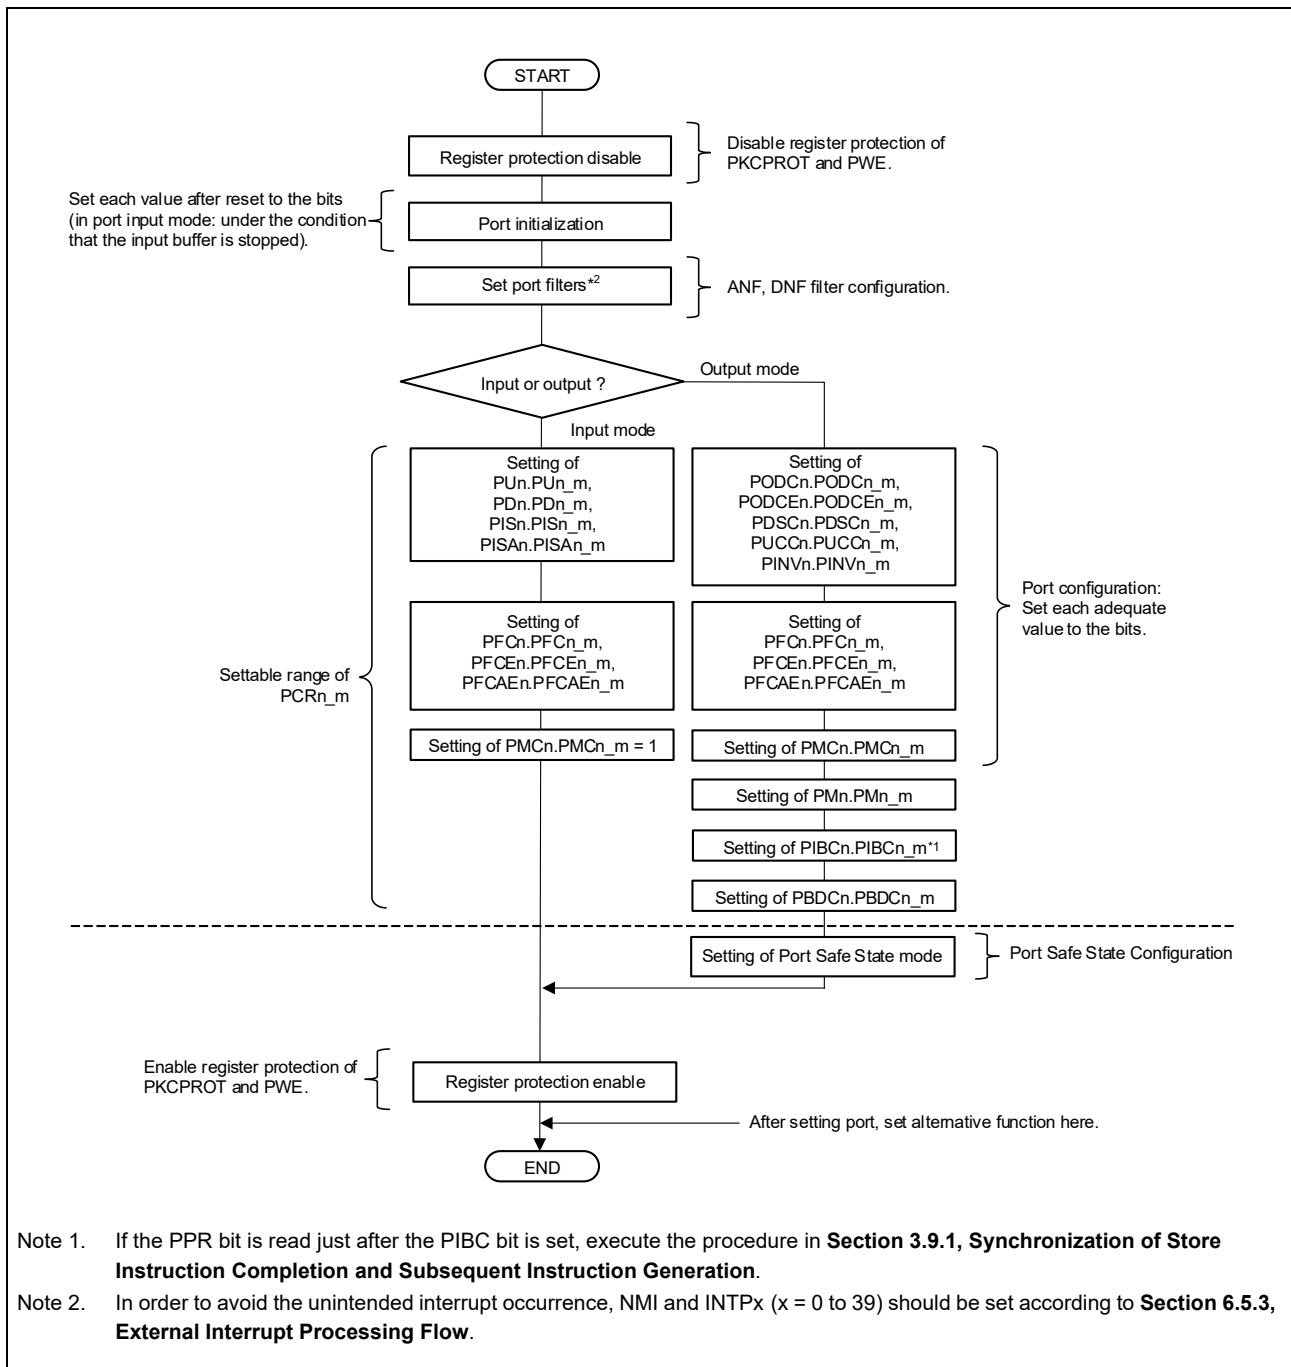 START
Register protection disable
Disable register protection of
PKCPROT and PWE.
Set each value after reset to the bits
(in port input mode: under the condition
that the input buffer is stopped).
Port initialization
Set port filters*2
ANF, DNF filter configuration.
Input or output ?
Output mode
Input mode
Setting of
PUn.PUn_m,
PDn.PDn_m,
PISn.PISn_m,
PISAn.PISAn_m
Setting of
PODCn.PODCn_m,
PODCEn.PODCEn_m,
PDSCn.PDSCn_m,
PUCCn.PUCCn_m,
PINVn.PINVn_m
Port configuration:
Set each adequate
value to the bits.
Setting of
PFCn.PFCn_m,
PFCEn.PFCEn_m,
PFCAEn.PFCAEn_m
Setting of
PFCn.PFCn_m,
PFCEn.PFCEn_m,
PFCAEn.PFCAEn_m
Settable range of
PCRn_m
Setting of PMCn.PMCn_m = 1
Setting of PMCn.PMCn_m
Setting of PMn.PMn_m
Setting of PIBCn.PIBCn_m*1
Setting of PBDCn.PBDCn_m
Setting of Port Safe State mode
Port Safe State Configuration
Enable register protection of
PKCPROT and PWE.
Register protection enable
After setting port, set alternative function here.
END
Note 1. If the PPR bit is read just after the PIBC bit is set, execute the procedure in Section 3.9.1, Synchronization of Store
Instruction Completion and Subsequent Instruction Generation.
Note 2. In order to avoid the unintended interrupt occurrence, NMI and INTPx (x = 0 to 39) should be set according to Section 6.5.3,
External Interrupt Processing Flow.